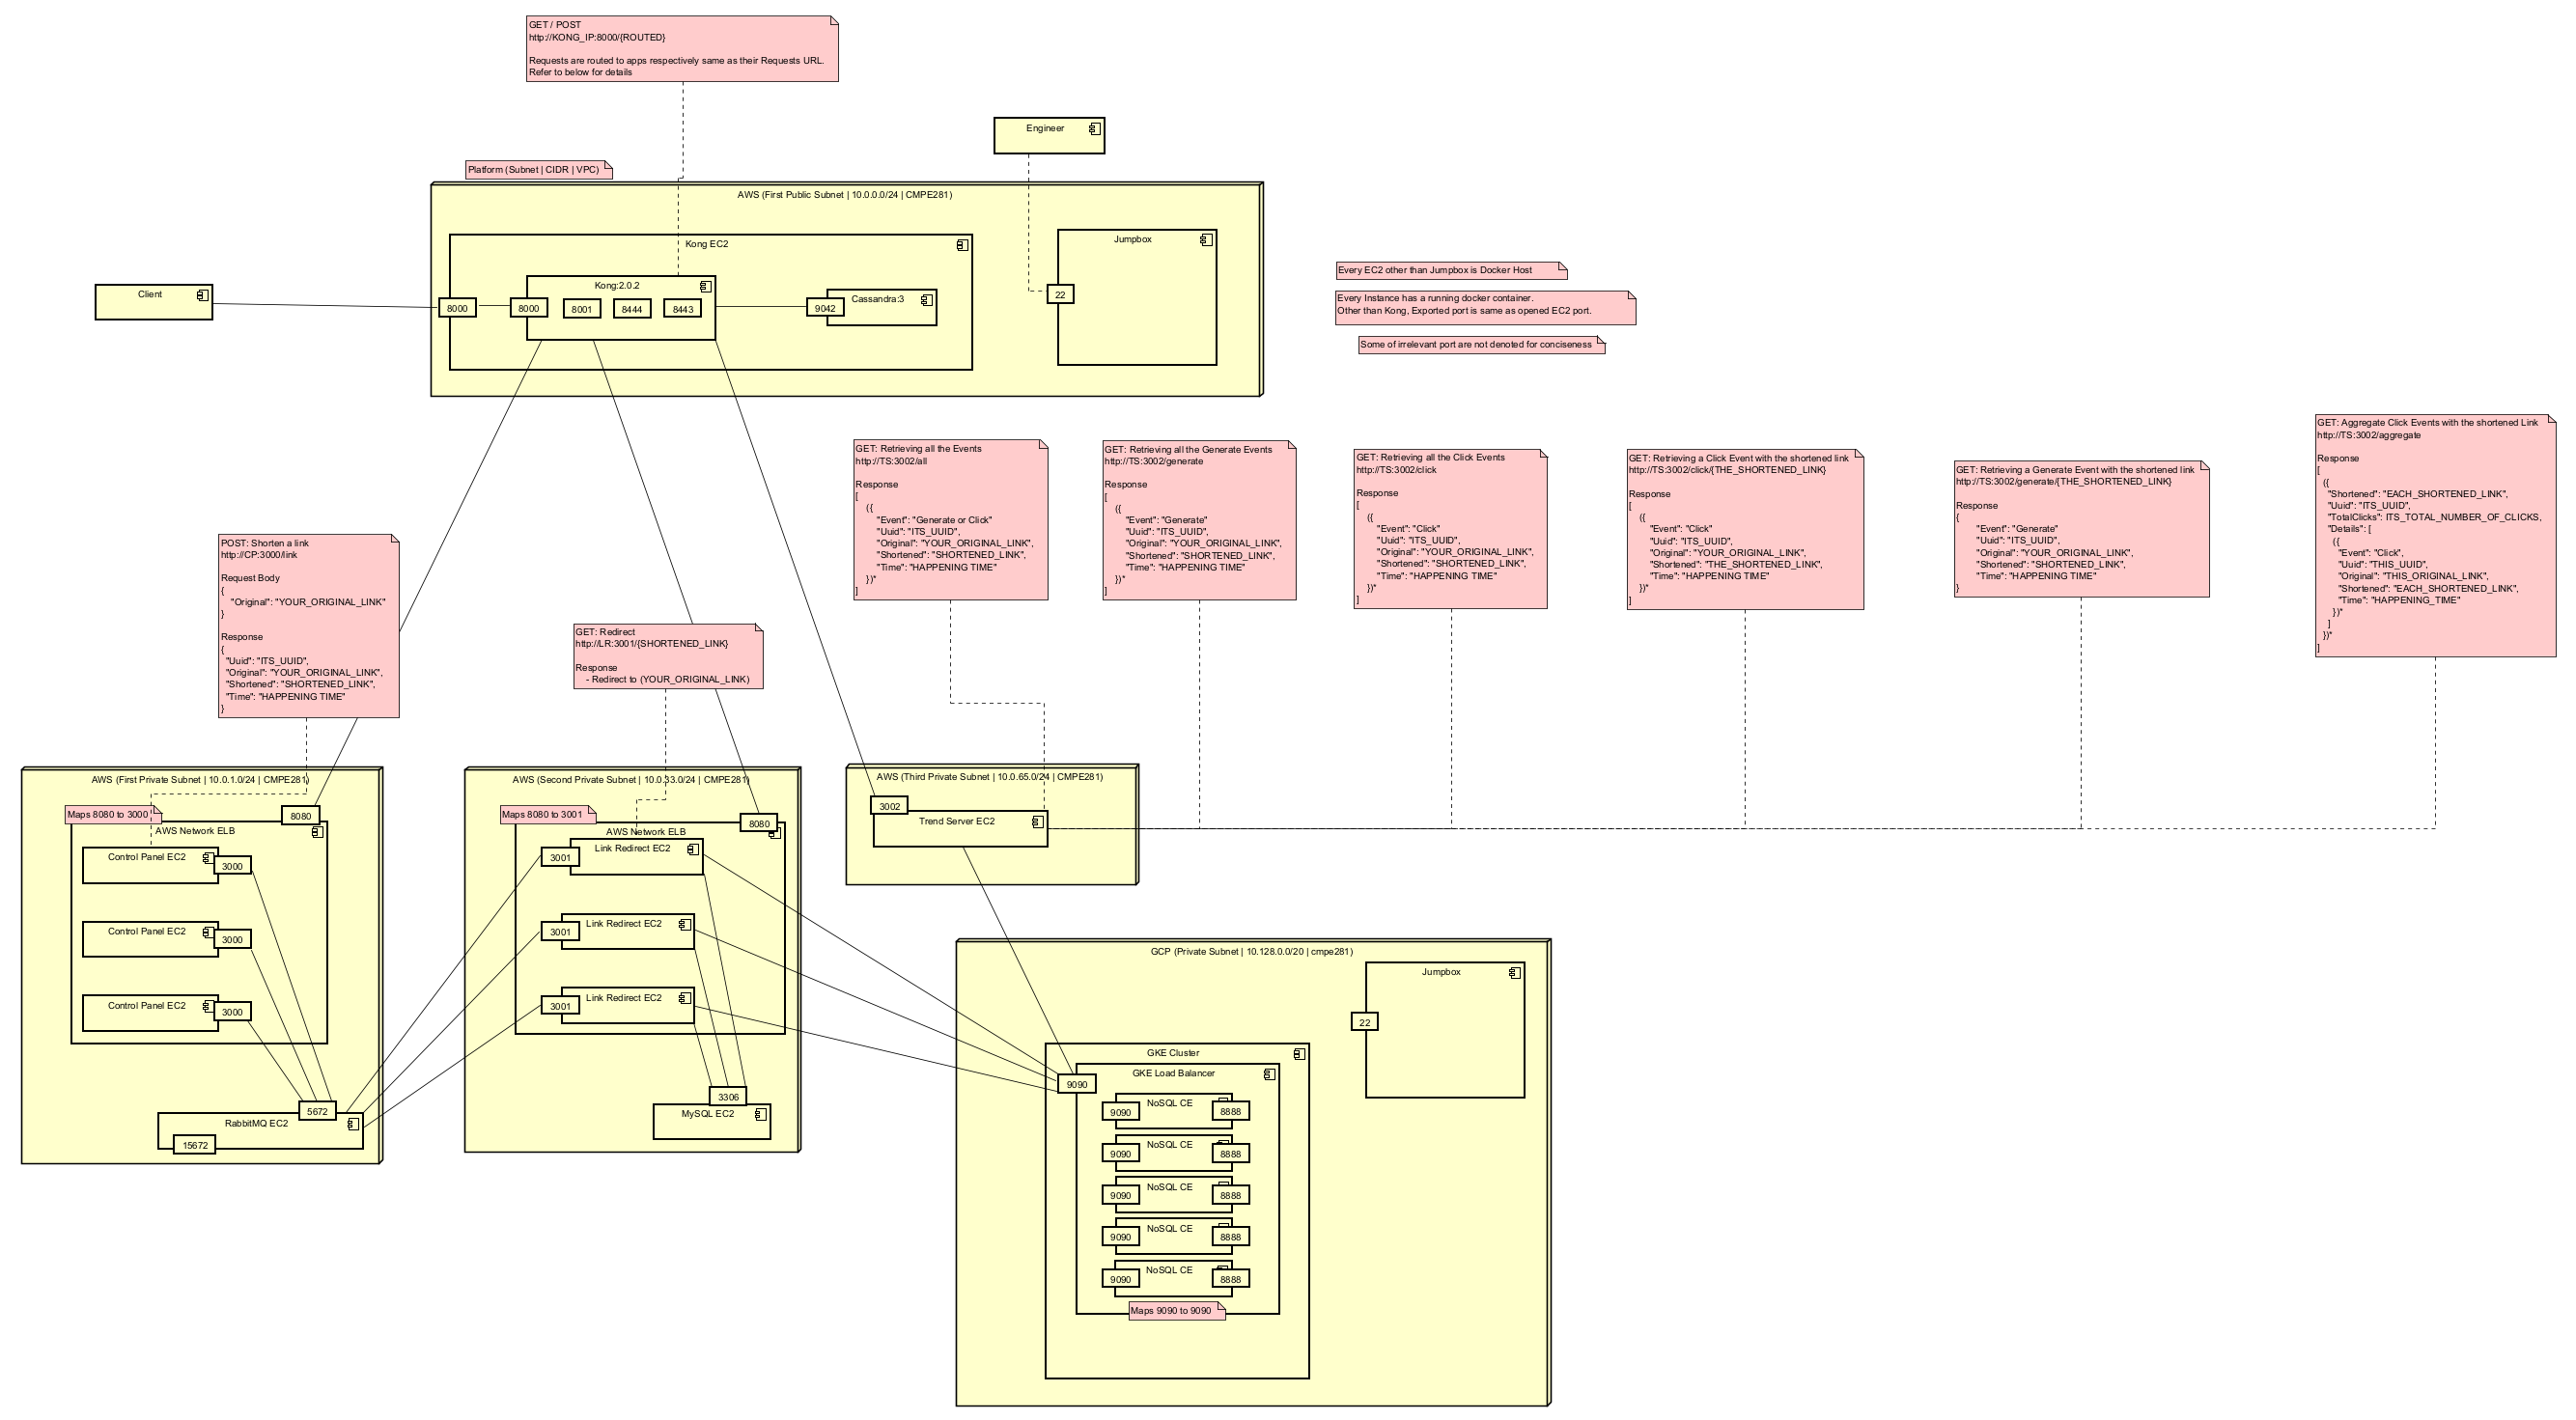 GET / POST
http://KONG_IP:8000/{ROUTED}
Requests are routed to apps respectively same as their Requests URL.
Refer to below for details
Engineer
Platform (Subnet | CIDR | VPC)
AWS (First Public Subnet | 10.0.0.0/24 | CMPE281)
Kong EC2
Jumpbox
22
Client
8000
Kong:2.0.2
8000
8001
8444
8443
Cassandra:3
9042
Every EC2 other than Jumpbox is Docker Host
Every Instance has a running docker container.
Other than Kong, Exported port is same as opened EC2 port.
Some of irrelevant port are not denoted for conciseness
POST: Shorten a link
http://CP:3000/link
Request Body
{
"Original": "YOUR_ORIGINAL_LINK"
}
Response
{
"Uuid": "ITS_UUID",
"Original": "YOUR_ORIGINAL_LINK",
"Shortened": "SHORTENED_LINK",
"Time": "HAPPENING TIME"
}
GET: Redirect
http://LR:3001/{SHORTENED_LINK}
Response
- Redirect to (YOUR_ORIGINAL_LINK)
GET: Retrieving all the Events
http://TS:3002/all
Response
[
({
"Event": "Generate or Click"
"Uuid": "ITS_UUID",
"Original": "YOUR_ORIGINAL_LINK",
"Shortened": "SHORTENED_LINK",
"Time": "HAPPENING TIME"
})*
]
GET: Retrieving all the Generate Events
http://TS:3002/generate
Response
[
({
"Event": "Generate"
"Uuid": "ITS_UUID",
"Original": "YOUR_ORIGINAL_LINK",
"Shortened": "SHORTENED_LINK",
"Time": "HAPPENING TIME"
})*
]
GET: Retrieving all the Click Events
http://TS:3002/click
Response
[
({
"Event": "Click"
"Uuid": "ITS_UUID",
"Original": "YOUR_ORIGINAL_LINK",
"Shortened": "SHORTENED_LINK",
"Time": "HAPPENING TIME"
})*
]
GET: Retrieving a Click Event with the shortened link
http://TS:3002/click/{THE_SHORTENED_LINK}
Response
[
({
"Event": "Click"
"Uuid": "ITS_UUID",
"Original": "YOUR_ORIGINAL_LINK",
"Shortened": "THE_SHORTENED_LINK",
"Time": "HAPPENING TIME"
})*
]
GET: Retrieving a Generate Event with the shortened link
http://TS:3002/generate/{THE_SHORTENED_LINK}
Response
{
"Event": "Generate"
"Uuid": "ITS_UUID",
"Original": "YOUR_ORIGINAL_LINK",
"Shortened": "SHORTENED_LINK",
"Time": "HAPPENING TIME"
}
GET: Aggregate Click Events with the shortened Link
http://TS:3002/aggregate
Response
[
({
"Shortened": "EACH_SHORTENED_LINK",
"Uuid": "ITS_UUID",
"TotalClicks": ITS_TOTAL_NUMBER_OF_CLICKS,
"Details": [
({
"Event": "Click",
"Uuid": "THIS_UUID",
"Original": "THIS_ORIGINAL_LINK",
"Shortened": "EACH_SHORTENED_LINK",
"Time": "HAPPENING_TIME"
})*
]
})*
]
AWS (First Private Subnet | 10.0.1.0/24 | CMPE281)
Maps 8080 to 3000
8080
AWS Network ELB
Control Panel EC2
3000
Control Panel EC2
3000
Control Panel EC2
3000
5672
RabbitMQ EC2
15672
AWS (Second Private Subnet | 10.0.33.0/24 | CMPE281)
Maps 8080 to 3001
8080
AWS Network ELB
3001
Link Redirect EC2
3001
Link Redirect EC2
3001
Link Redirect EC2
3306
MySQL EC2
AWS (Third Private Subnet | 10.0.65.0/24 | CMPE281)
3002
Trend Server EC2
GCP (Private Subnet | 10.128.0.0/20 | cmpe281)
Jumpbox
22
GKE Cluster
GKE Load Balancer
9090
9090
NoSQL CE
8888
9090
NoSQL CE
8888
9090
NoSQL CE
8888
9090
NoSQL CE
8888
9090
NoSQL CE
8888
Maps 9090 to 9090